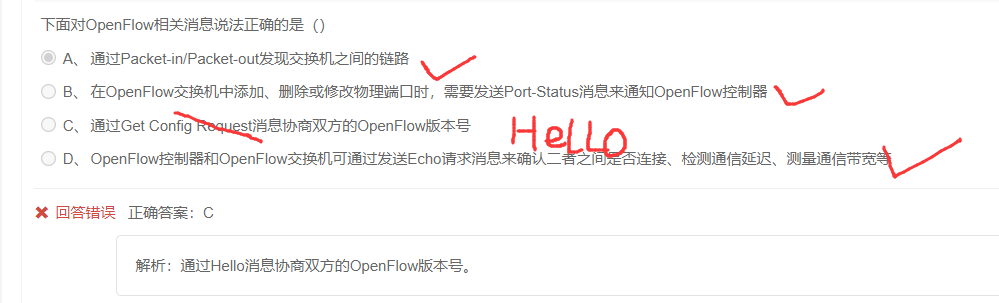 下面对OpenFlow相关消息说法正确的是（）
A、 通过Packet-in/Packet-out发现交换机之间的链路
B、 在OpenFlow交换机中添加、删除或修改物理端口时，需要发送Port-Status消息来通知OpenFlow控制器
C、 通过Get Config Request消息协商双方的OpenFlow版本号
HELLO
D、 OpenFlow控制器和OpenFlow交换机可通过发送Echo请求消息来确认二者之间是否连接、检测通信延迟、测量通信带宽等
回答错误 正确答案：C
解析：通过Hello消息协商双方的OpenFlow版本号。